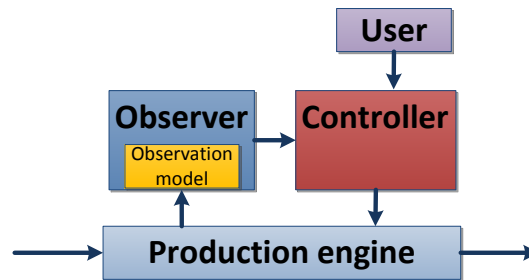 User
Observer
Controller
Observation
model
Production engine